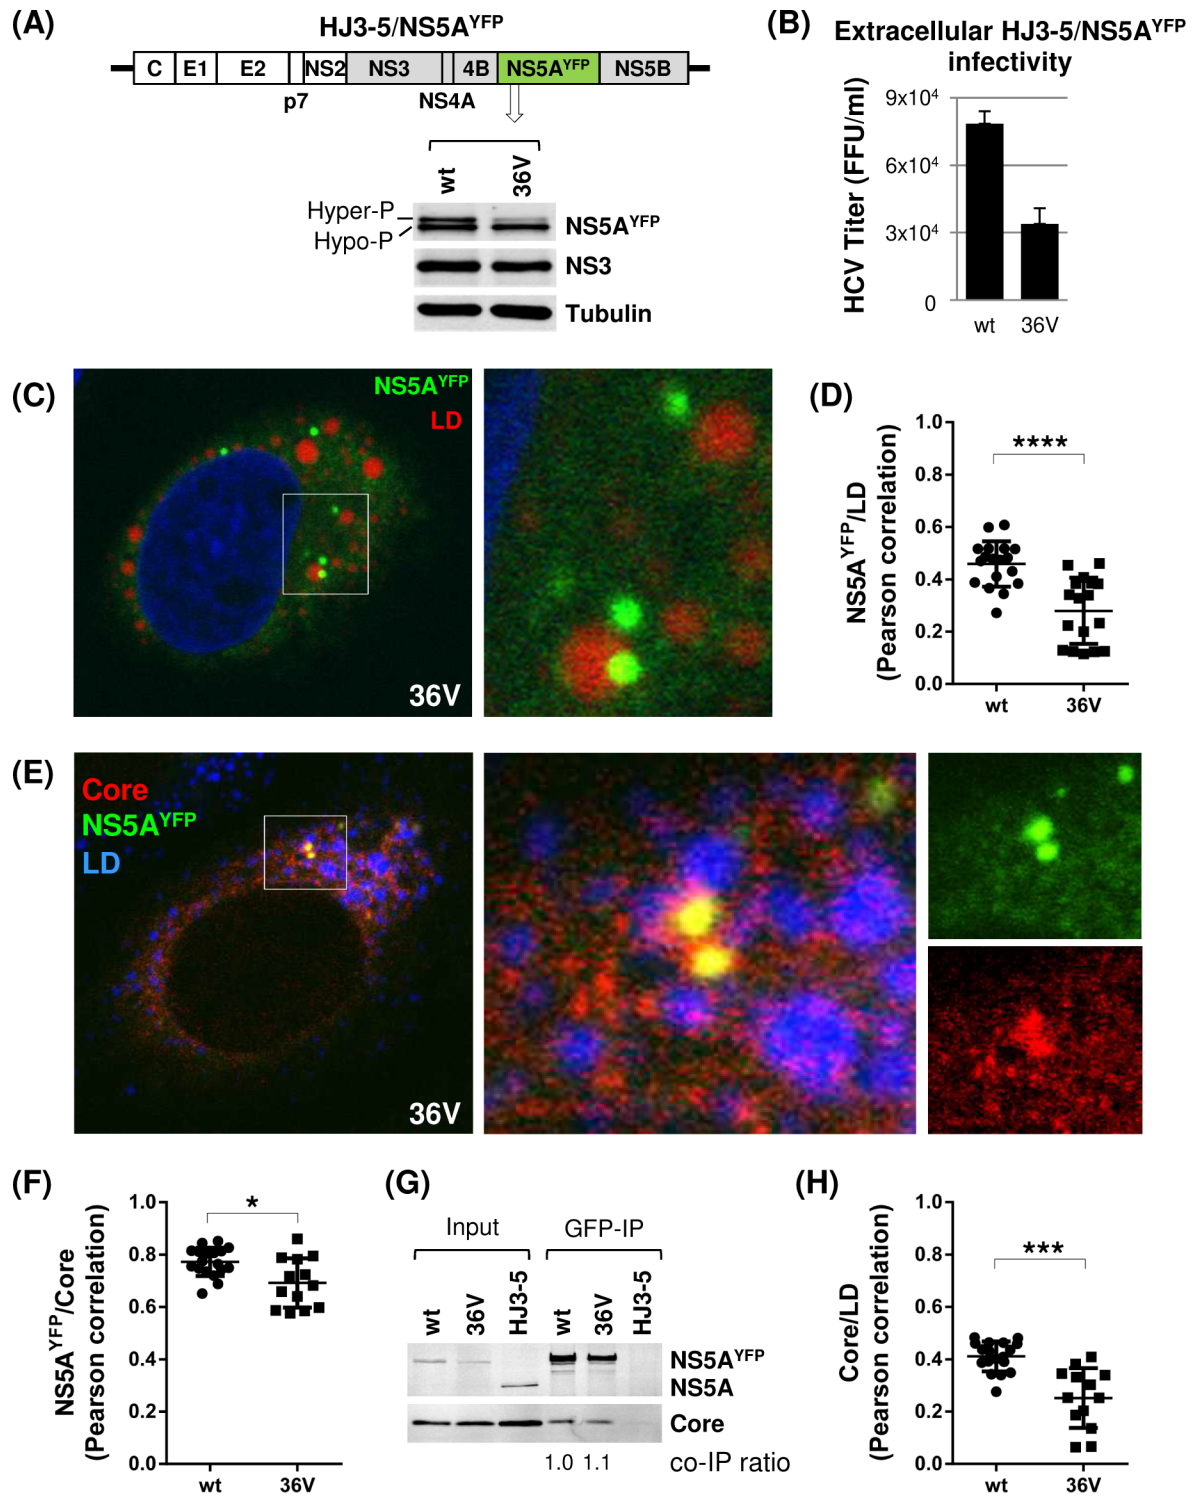 (A)
HJ3-5/NS5AYFP
C E1 E2 NS2 NS3 4B NS5AYFP NS5B
p7 NS4A
wt 36V
Hyper-P
Hypo-P
NS5AYFP
NS3
Tubulin
(B)
Extracellular HJ3-5/NS5AYFP
infectivity
HCV Titer (FFU/ml)
9x104
6x104
3x104
0
wt 36V
(C)
NS5AYFP
LD
36V
(D)
NS5AYFP/LD
(Pearson correlation)
1.0
0.8
0.6
0.4
0.2
0.0
****
wt 36V
(E)
Core
NS5AYFP
LD
36V
(F)
NS5AYFP/Core
(Pearson correlation)
1.0
0.8
0.6
0.4
0.2
0.0
*
wt 36V
(G)
Input GFP-IP
wt 36V HJ3-5 wt 36V HJ3-5
NS5AYFP
NS5A
Core
1.0 1.1 co-IP ratio
(H)
Core/LD
(Pearson correlation)
1.0
0.8
0.6
0.4
0.2
0.0
***
wt 36V